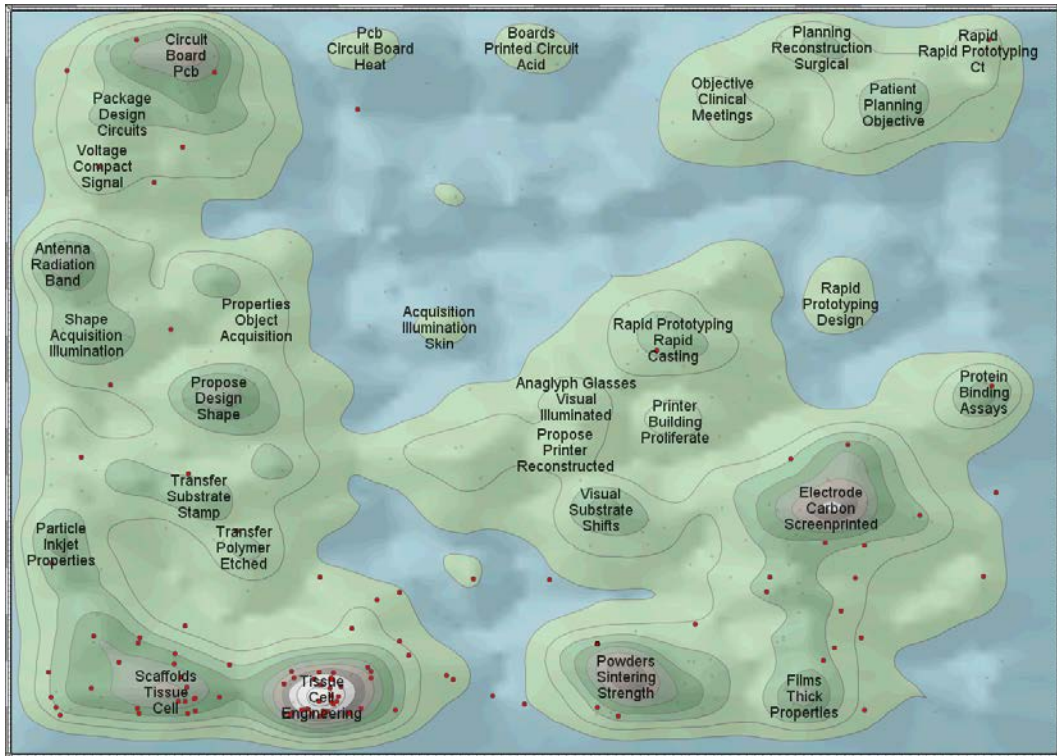 Circuit
Board
Pcb
Pcb
Circuit Board
Heat
Boards
Printed Circuit
Acid
Planning
Reconstruction
Surgical
Rapid
Rapid Prototyping
Ct
Package
Design
Circuits
Objective
Clinical
Meetings
Patient
Planning
Objective
Voltage
Compact
Signal
Antenna
Radiation
Band
Shape
Acquisition
Illumination
Properties
Object
Acquisition
Acquisition
Illumination
Skin
Rapid Prototyping
Rapid
Casting
Rapid
Prototyping
Design
Propose
Design
Shape
Anaglyph Glasses
Visual
Illuminated
Propose
Printer
Reconstructed
Printer
Building
Proliferate
Protein
Binding
Assays
Transfer
Substrate
Stamp
Visual
Substrate
Shifts
Electrode
Carbon
Screenprinted
Particle
Inkjet
Properties
Transfer
Polymer
Etched
Scaffolds
Tissue
Cell
Tissue
Cell
Engineering
Powders
Sintering
Strength
Films
Thick
Properties